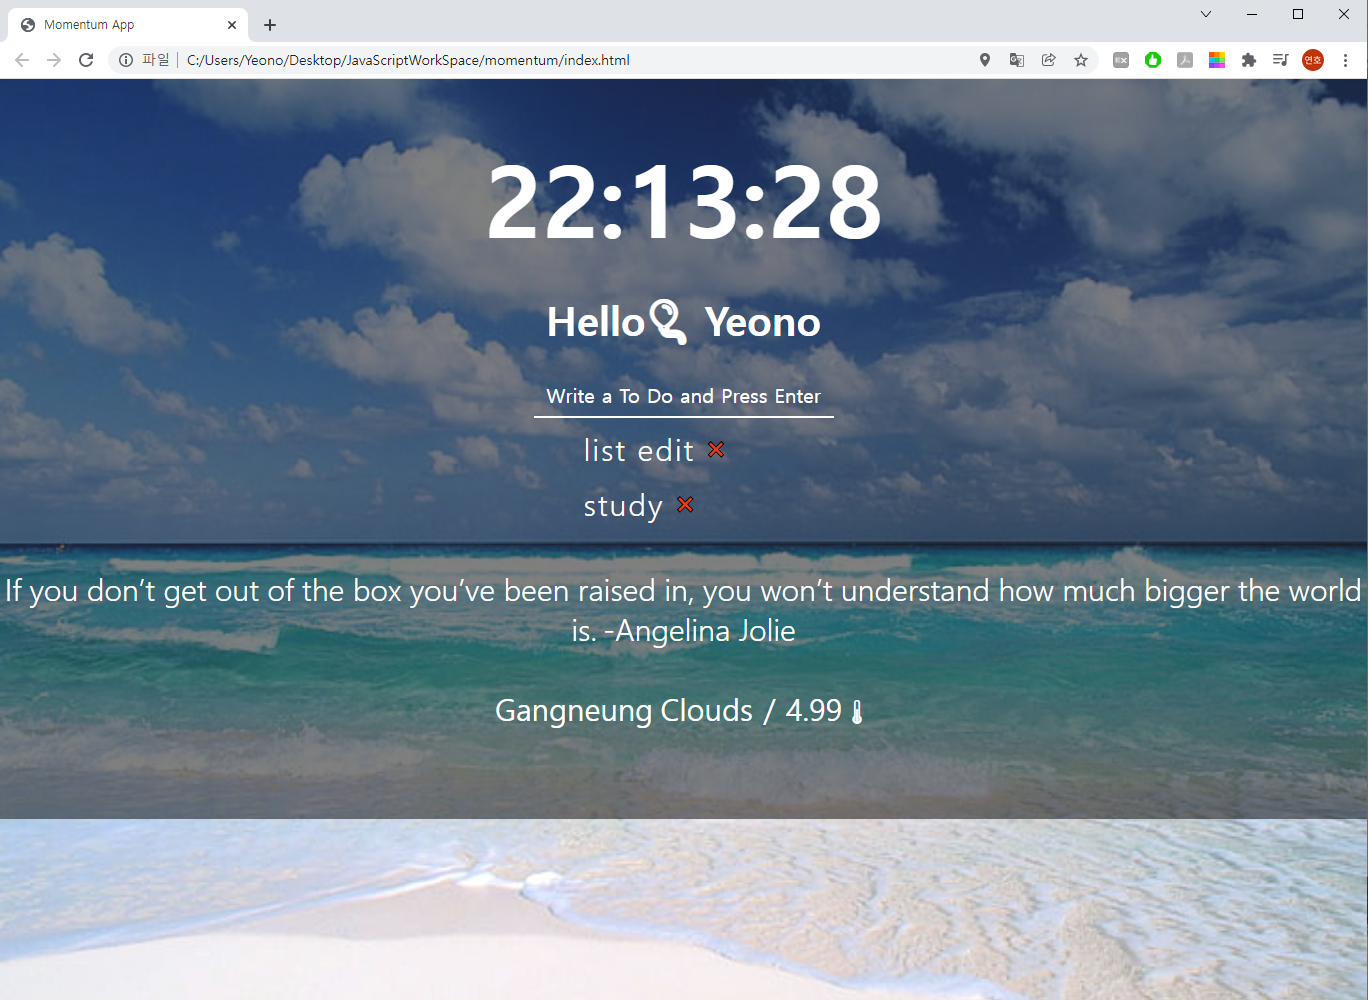 Momentum App
파일
C:/Users/Yeono/Desktop/JavaScriptWorkSpace/momentum/index.html
연호
22:13:28
Hello Yeono
Write a To Do and Press Enter
list edit
study
If you don’t get out of the box you’ve been raised in, you won’t understand how much bigger the world
is. -Angelina Jolie
Gangneung Clouds / 4.99